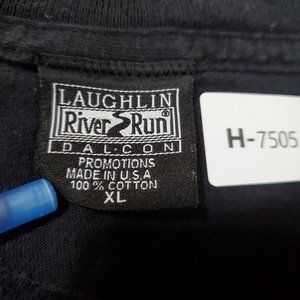 LAUGHLIN
River Run®
DAL-CON
PROMOTIONS
MADE IN U.S.A
100% COTTON
XL
H-7505